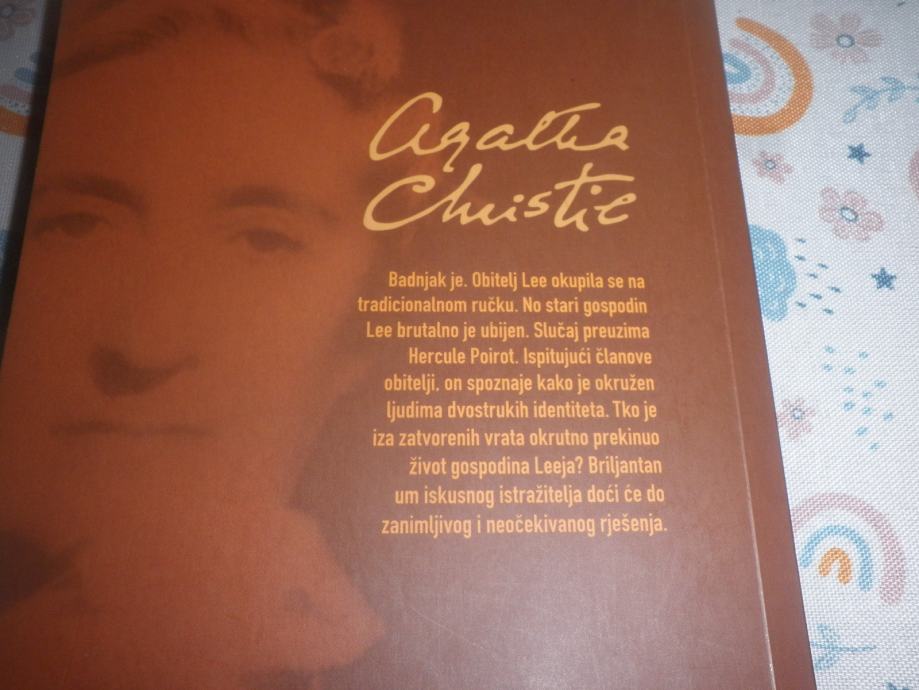 Agatha
Christie
Badnjak je. Obitelj Lee okupila se na
tradicionalnom ručku. No stari gospodin
Lee brutalno je ubijen. Slučaj preuzima
Hercule Poirot. Ispitujući članove
obitelji, on spoznaje kako je okružen
ljudima dvostrukih identiteta. Tko je
iza zatvorenih vrata okrutno prekinuo
život gospodina Leeja? Briljantan
um iskusnog istražitelja doći će do
zanimljivog i neočekivanog rješenja.